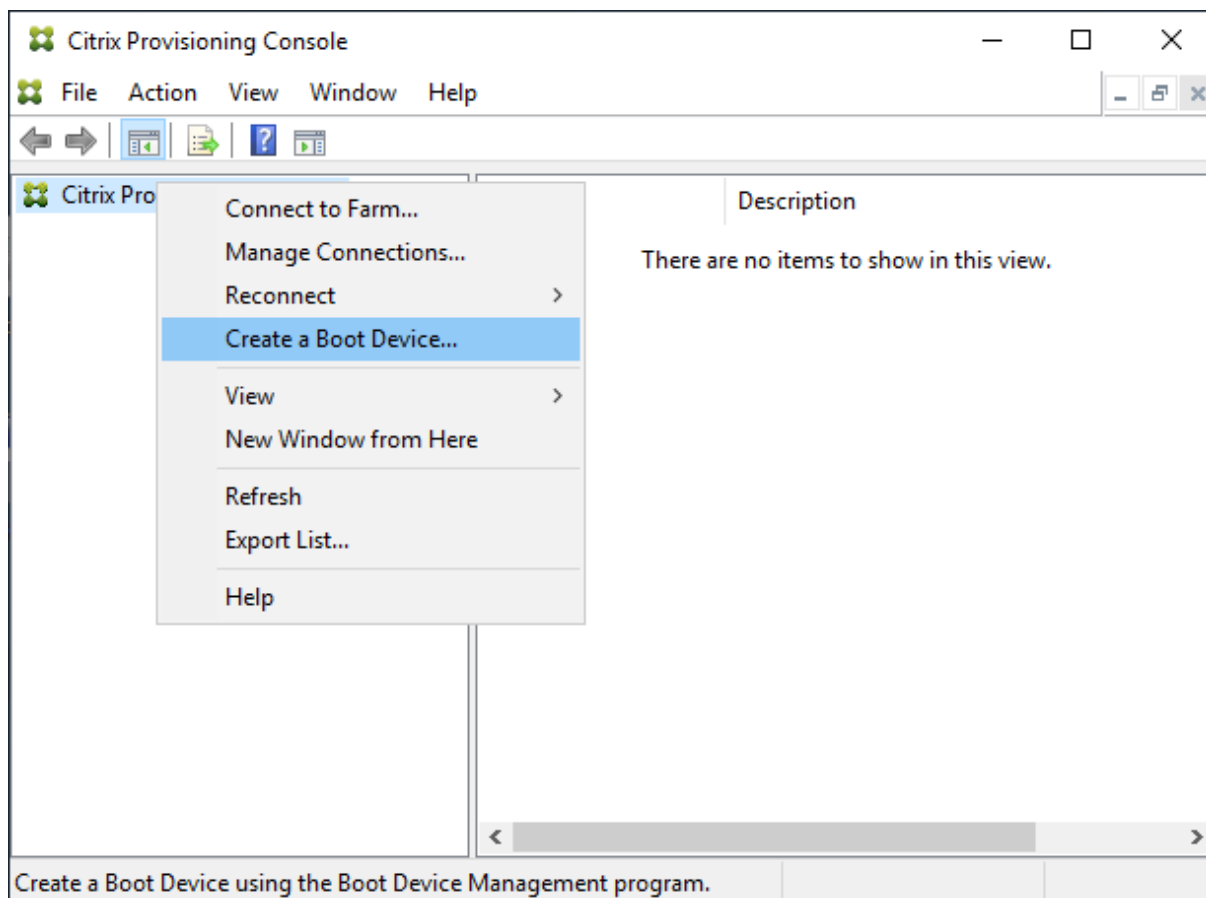 Citrix Provisioning Console
File Action View Window Help
Citrix Pro
Description
There are no items to show in this view.
Connect to Farm...
Manage Connections...
Reconnect
Create a Boot Device...
View
New Window from Here
Refresh
Export List...
Help
Create a Boot Device using the Boot Device Management program.